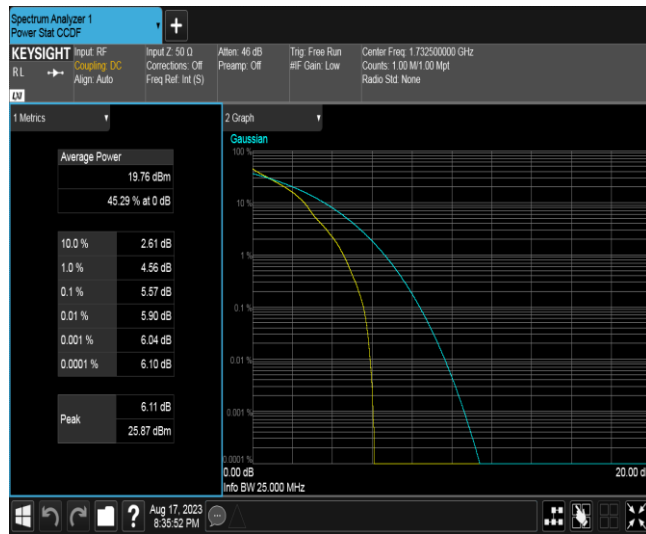 Spectrum Analyzer 1
Power Stat CCDF
+
KEYSIGHT
RL
LXI
Input: RF
Coupling: DC
Align: Auto
Input Z: 50 Ω
Corrections: Off
Freq Ref: Int (S)
Atten: 46 dB
Preamp: Off
Trig: Free Run
#IF Gain: Low
Center Freq: 1.732500000 GHz
Counts: 1.00 M/1.00 Mpt
Radio Std: None
1 Metrics
Average Power
19.76 dBm
45.29 % at 0 dB
10.0 % 2.61 dB
1.0 % 4.56 dB
0.1 % 5.57 dB
0.01 % 5.90 dB
0.001 % 6.04 dB
0.0001 % 6.10 dB
Peak
6.11 dB
25.87 dBm
2 Graph
Gaussian
100 %
10 %
1 %
0.1 %
0.01 %
0.001 %
0.0001 %
0.00 dB 20.00 d
Info BW 25.000 MHz
?
Aug 17, 2023
8:35:52 PM